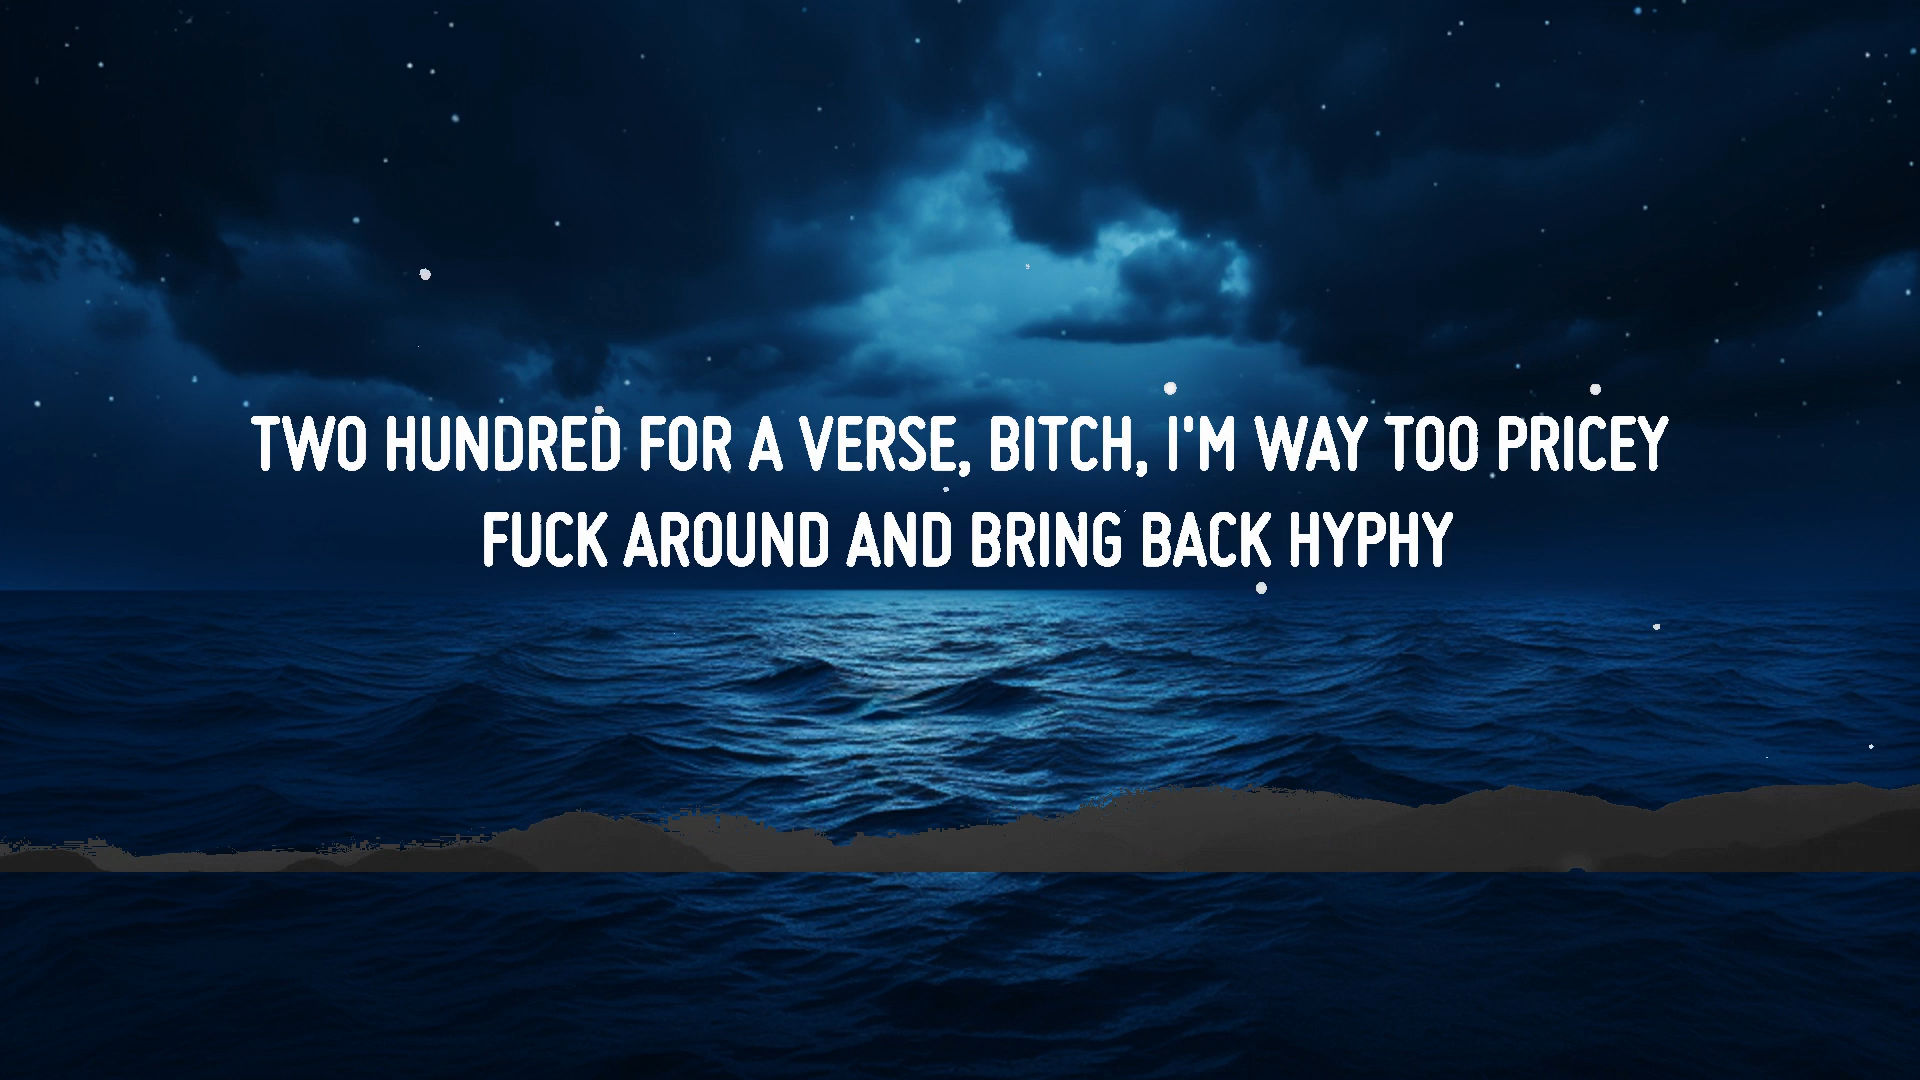 TWO HUNDRED FOR A VERSE, BITCH, I'M WAY TOO PRICEY
FUCK AROUND AND BRING BACK HYPHY